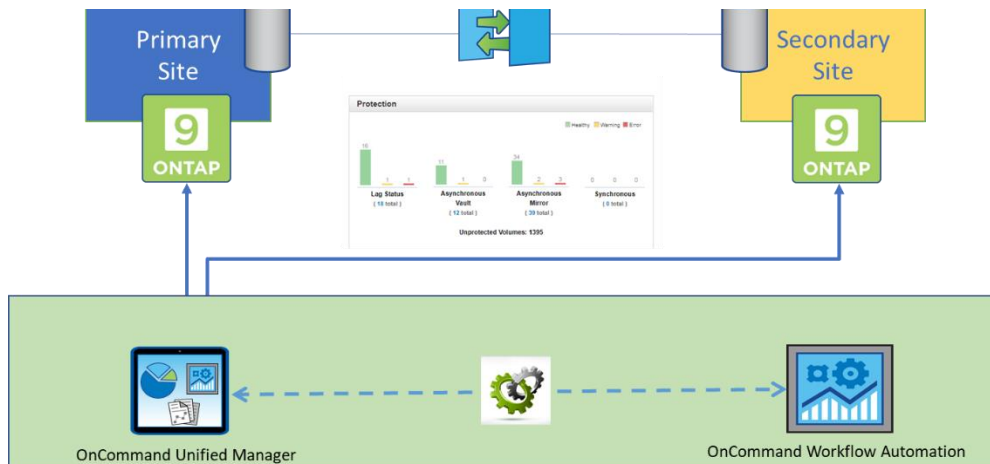 Primary
Site
Secondary
Site
9
ONTAP
9
ONTAP
Protection
Healthy Warning Error
16 1 1 11 1 0 34 2 3 0 0 0
Lag Status Asynchronous Asynchronous Synchronous
Vault Mirror
( 18 total ) ( 12 total ) ( 39 total ) ( 0 total )
Unprotected Volumes: 1395
OnCommand Unified Manager
OnCommand Workflow Automation